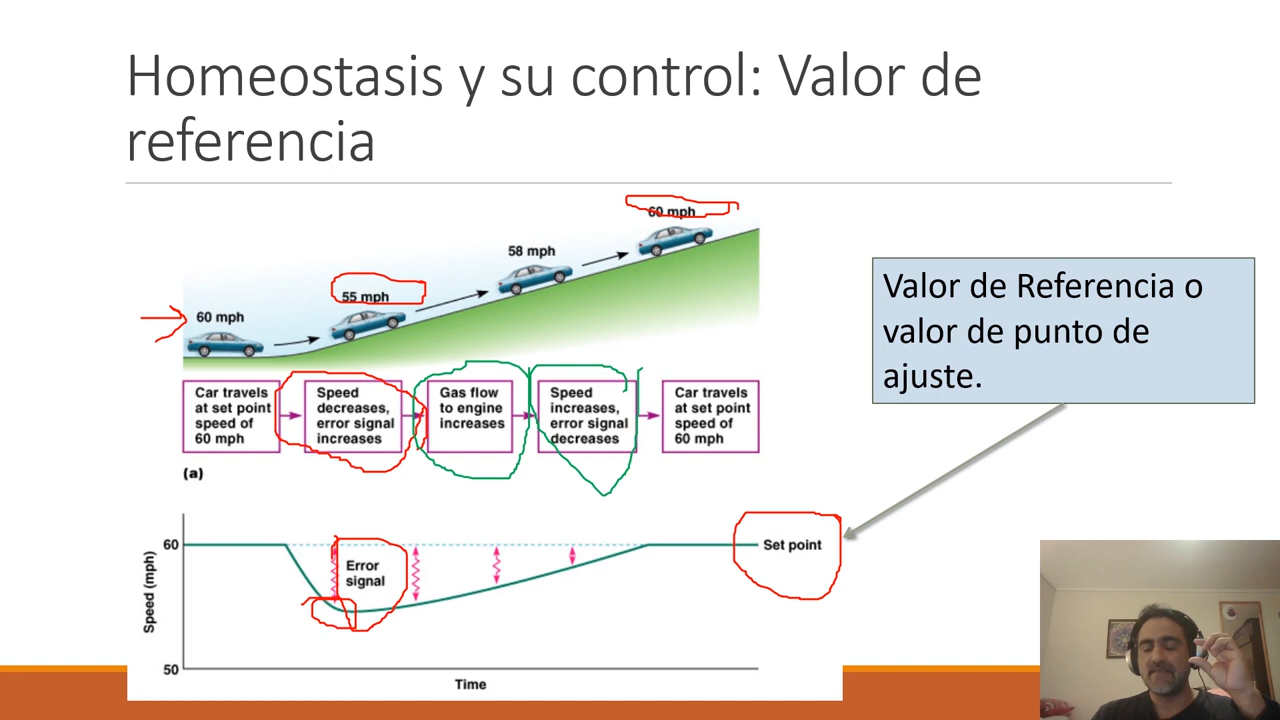 Homeostasis y su control: Valor de
referencia
60 mph
58 mph
55 mph
60 mph
Valor de Referencia o
valor de punto de
ajuste.
Car travels
at set point
speed of
60 mph
Speed
decreases,
error signal
increases
Gas flow
to engine
increases
Speed
increases,
error signal
decreases
Car travels
at set point
speed of
60 mph
(a)
60
Error
signal
Set point
Speed (mph)
50
Time